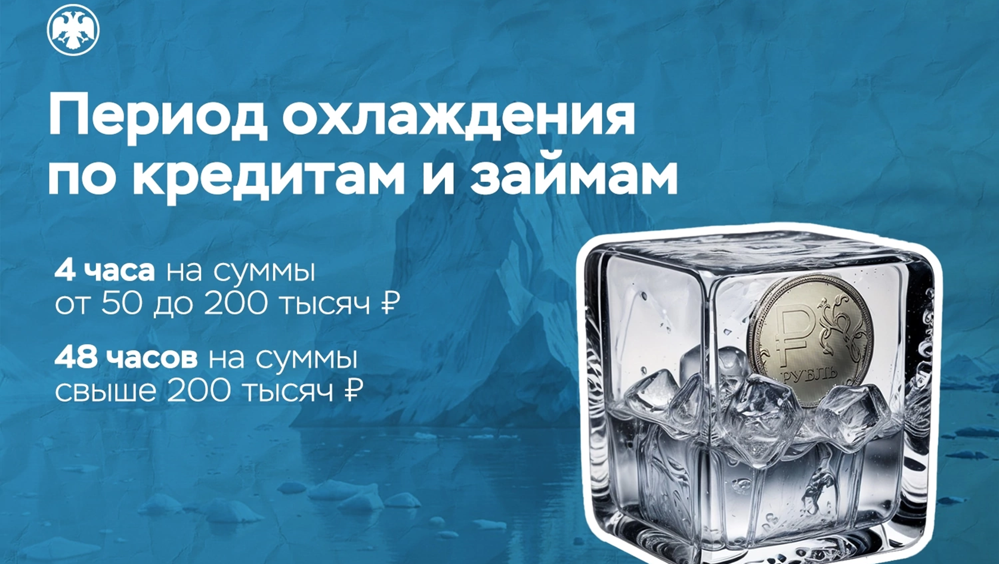 Период охлаждения
по кредитам и займам
4 часа на суммы
от 50 до 200 тысяч ₽
48 часов на суммы
свыше 200 тысяч ₽
₽
РУБЛЬ